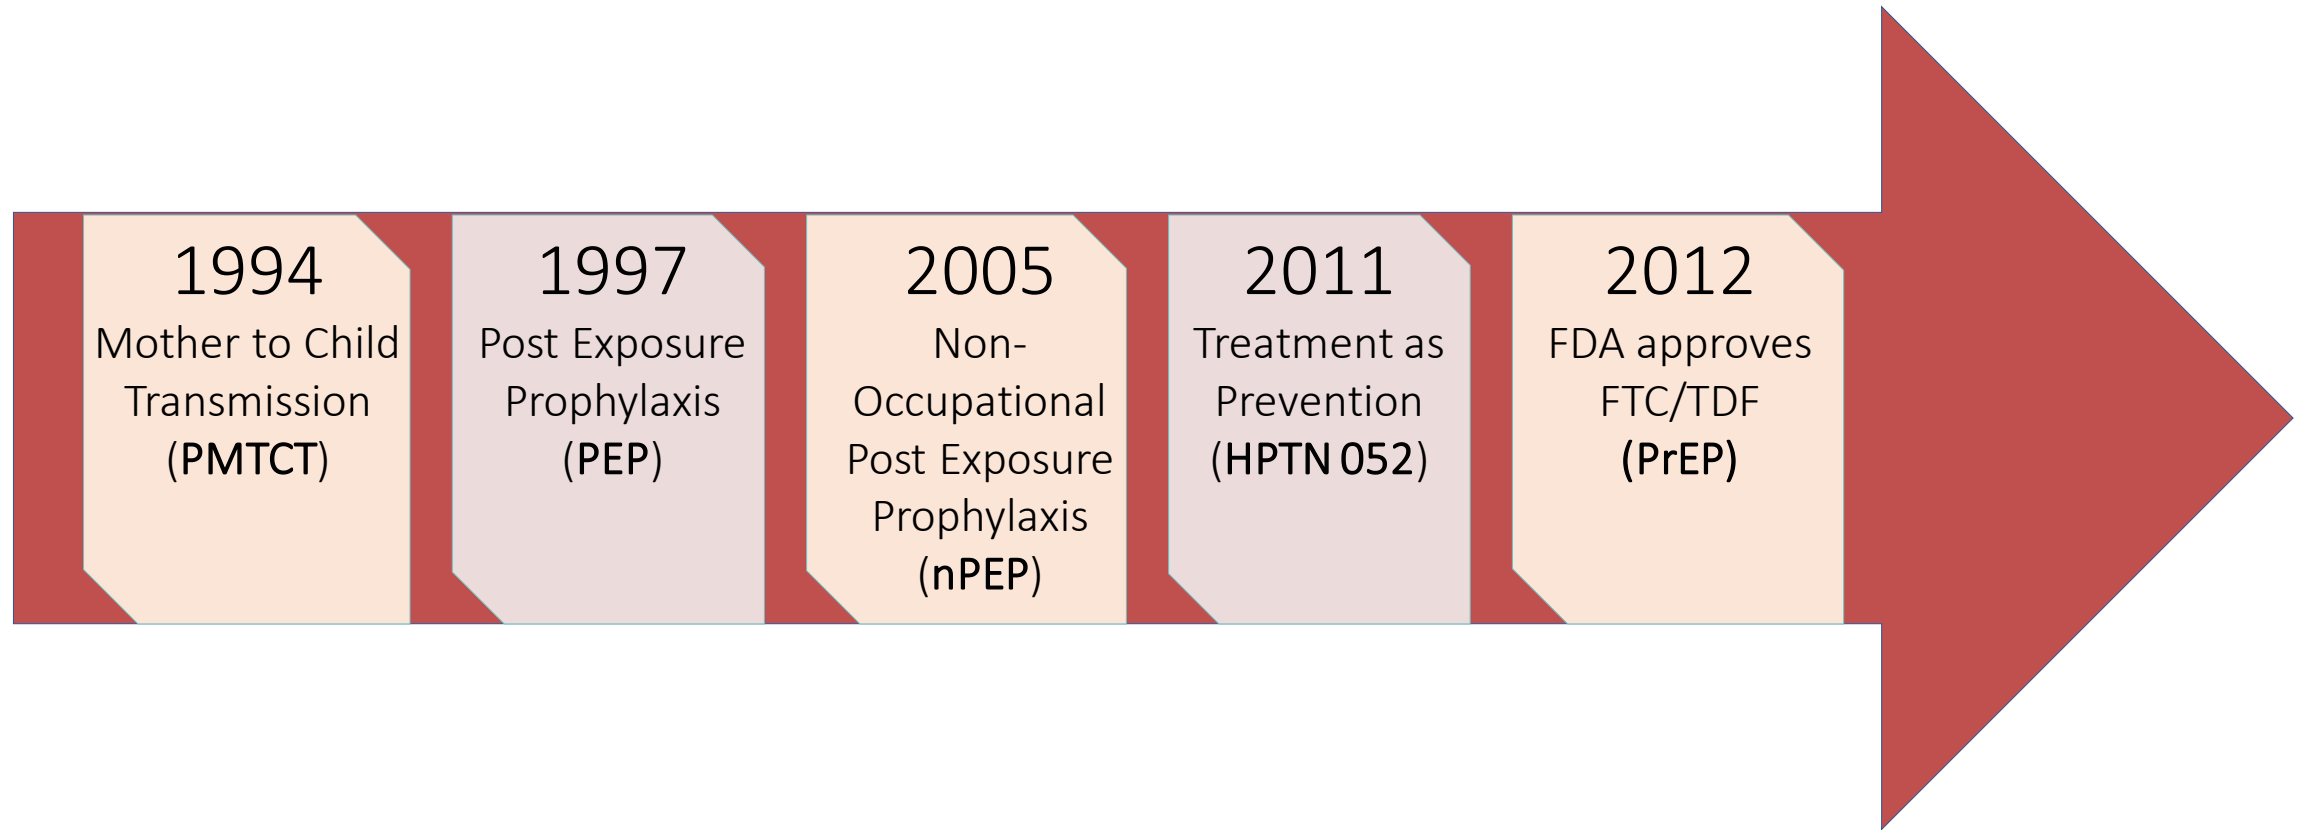 1994
Mother to Child
Transmission
(PMTCT)
1997
Post Exposure
Prophylaxis
(PEP)
2005
Non-
Occupational
Post Exposure
Prophylaxis
(nPEP)
2011
Treatment as
Prevention
(HPTN 052)
2012
FDA approves
FTC/TDF
(PrEP)